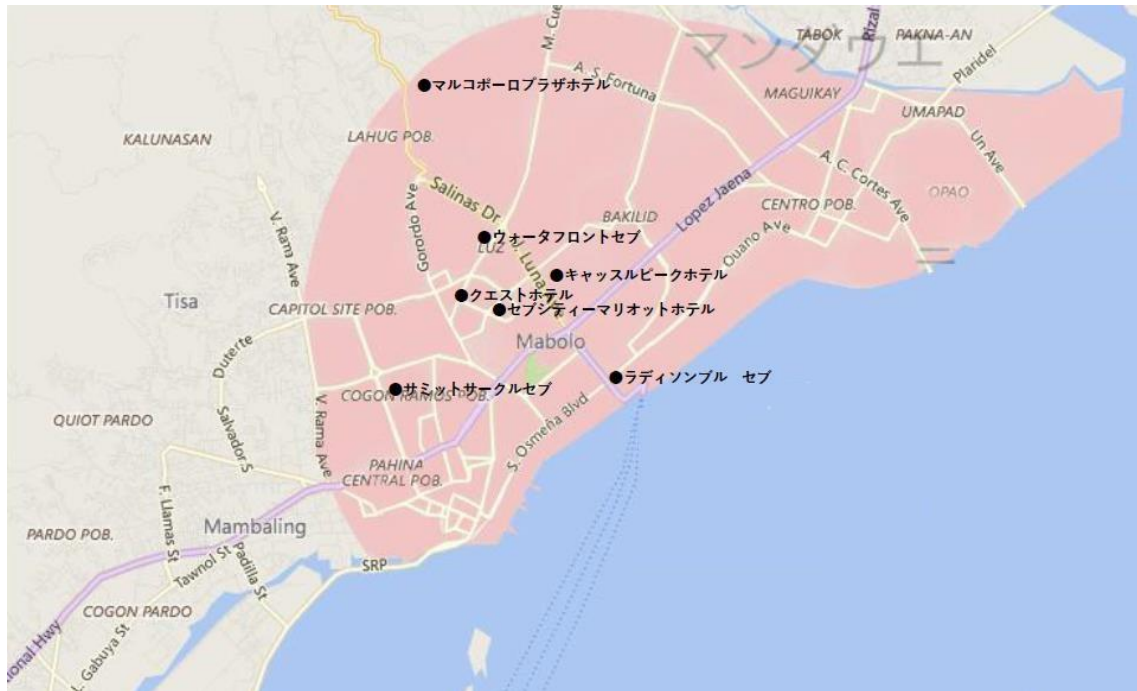 マンダウエ
TABOK
PAKNA-AN
Rizal
Plaridel
M. Cue
●マルコポーロプラザホテル
A. S. Fortuna
MAGUIKAY
UMAPAD
KALUNASAN
LAHUG POB.
Un Ave
A. C. Cortes Ave
Salinas Dr
Lopez Jaena
OPAO
CENTRO POB.
V. Rama Ave
Gorordo Ave
BAKILID
●ウォータフロントセブ
LUZ
J. Luna
Ouano Ave
ニ
●キャッスルピークホテル
Tisa
●クエストホテル
CAPITOL SITE POB.
●セブシティーマリオットホテル
Mabolo
Duterte
●ラディソンブル　セブ
●サミットサークルセブ
COGON RAMOS POB.
QUIOT PARDO
Salvador S
V. Rama Ave
S. Osmeña Blvd
PAHINA
CENTRAL POB.
F. Llamas St
Mambaling
PARDO POB.
Tawnol St
Padilla St
SRP
COGON PARDO
L. Gabuya St
ional Hwy